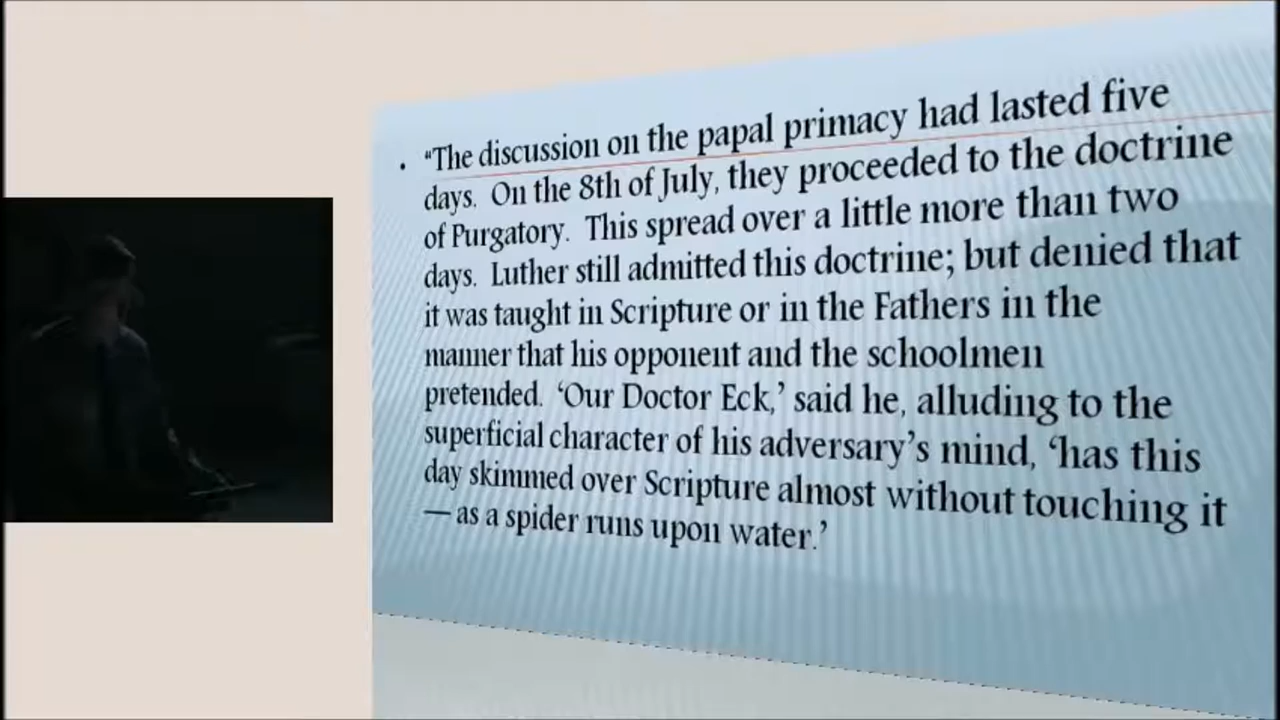 • “The discussion on the papal primacy had lasted five
days.  On the 8th of July, they proceeded to the doctrine
of Purgatory.  This spread over a little more than two
days.  Luther still admitted this doctrine; but denied that
it was taught in Scripture or in the Fathers in the
manner that his opponent and the schoolmen
pretended.  ‘Our Doctor Eck,’ said he, alluding to the
superficial character of his adversary’s mind, ‘has this
day skimmed over Scripture almost without touching it
—as a spider runs upon water.’